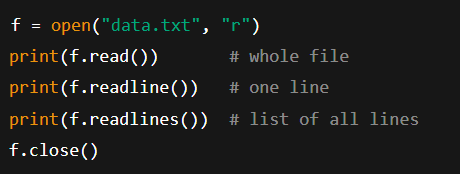 f = open("data.txt", "r")
print(f.read())        # whole file
print(f.readline())   # one line
print(f.readlines())  # list of all lines
f.close()